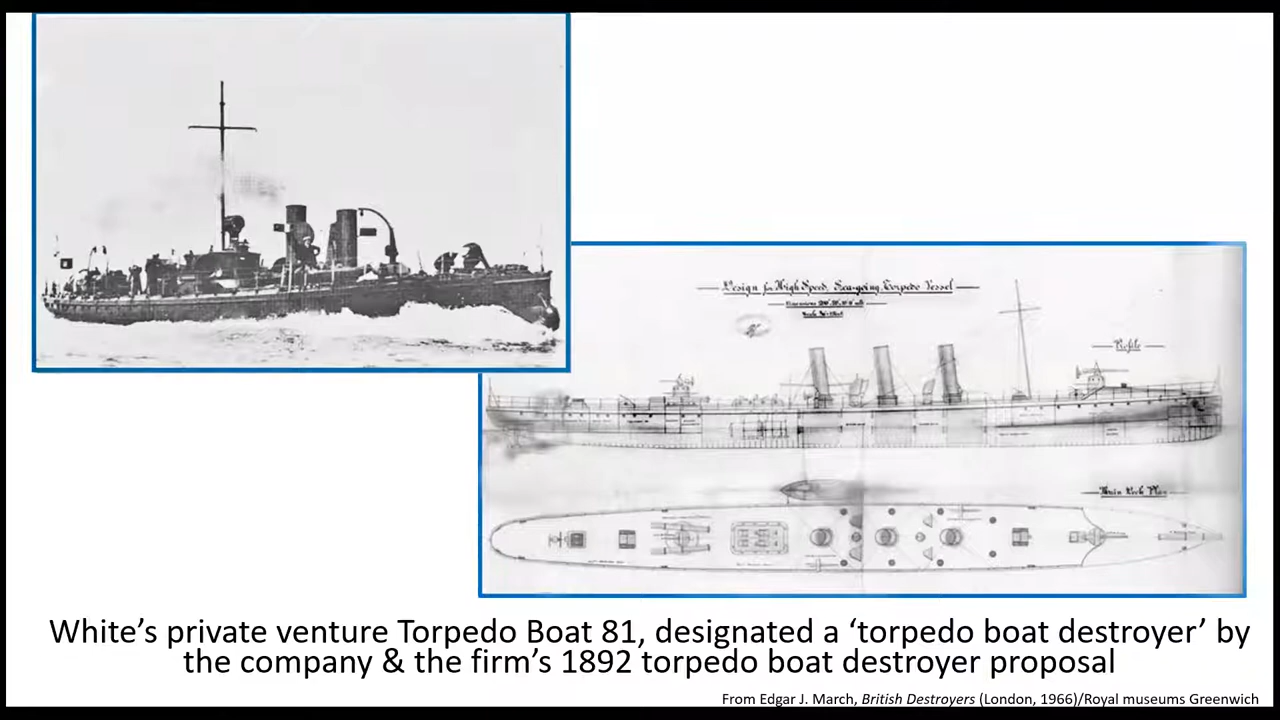 Design for High Speed, Sea-going Torpedo Vessel
Profile
Main Deck Plan
White’s private venture Torpedo Boat 81, designated a ‘torpedo boat destroyer’ by
the company & the firm’s 1892 torpedo boat destroyer proposal
From Edgar J. March, British Destroyers (London, 1966)/Royal museums Greenwich